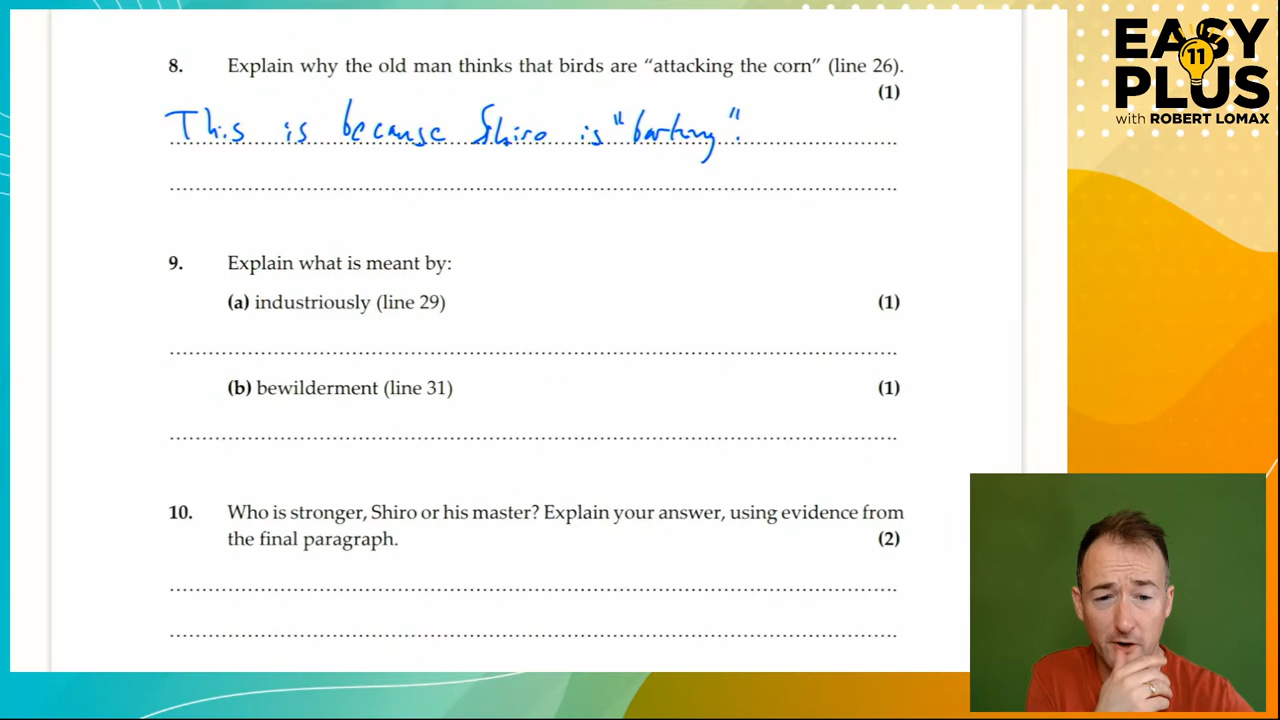 8. Explain why the old man thinks that birds are “attacking the corn” (line 26).
(1)
This is because Shiro is "barking".
9. Explain what is meant by:
(a) industriously (line 29) (1)
(b) bewilderment (line 31) (1)
10. Who is stronger, Shiro or his master? Explain your answer, using evidence from
the final paragraph. (2)
EASY
11
PLUS
with ROBERT LOMAX